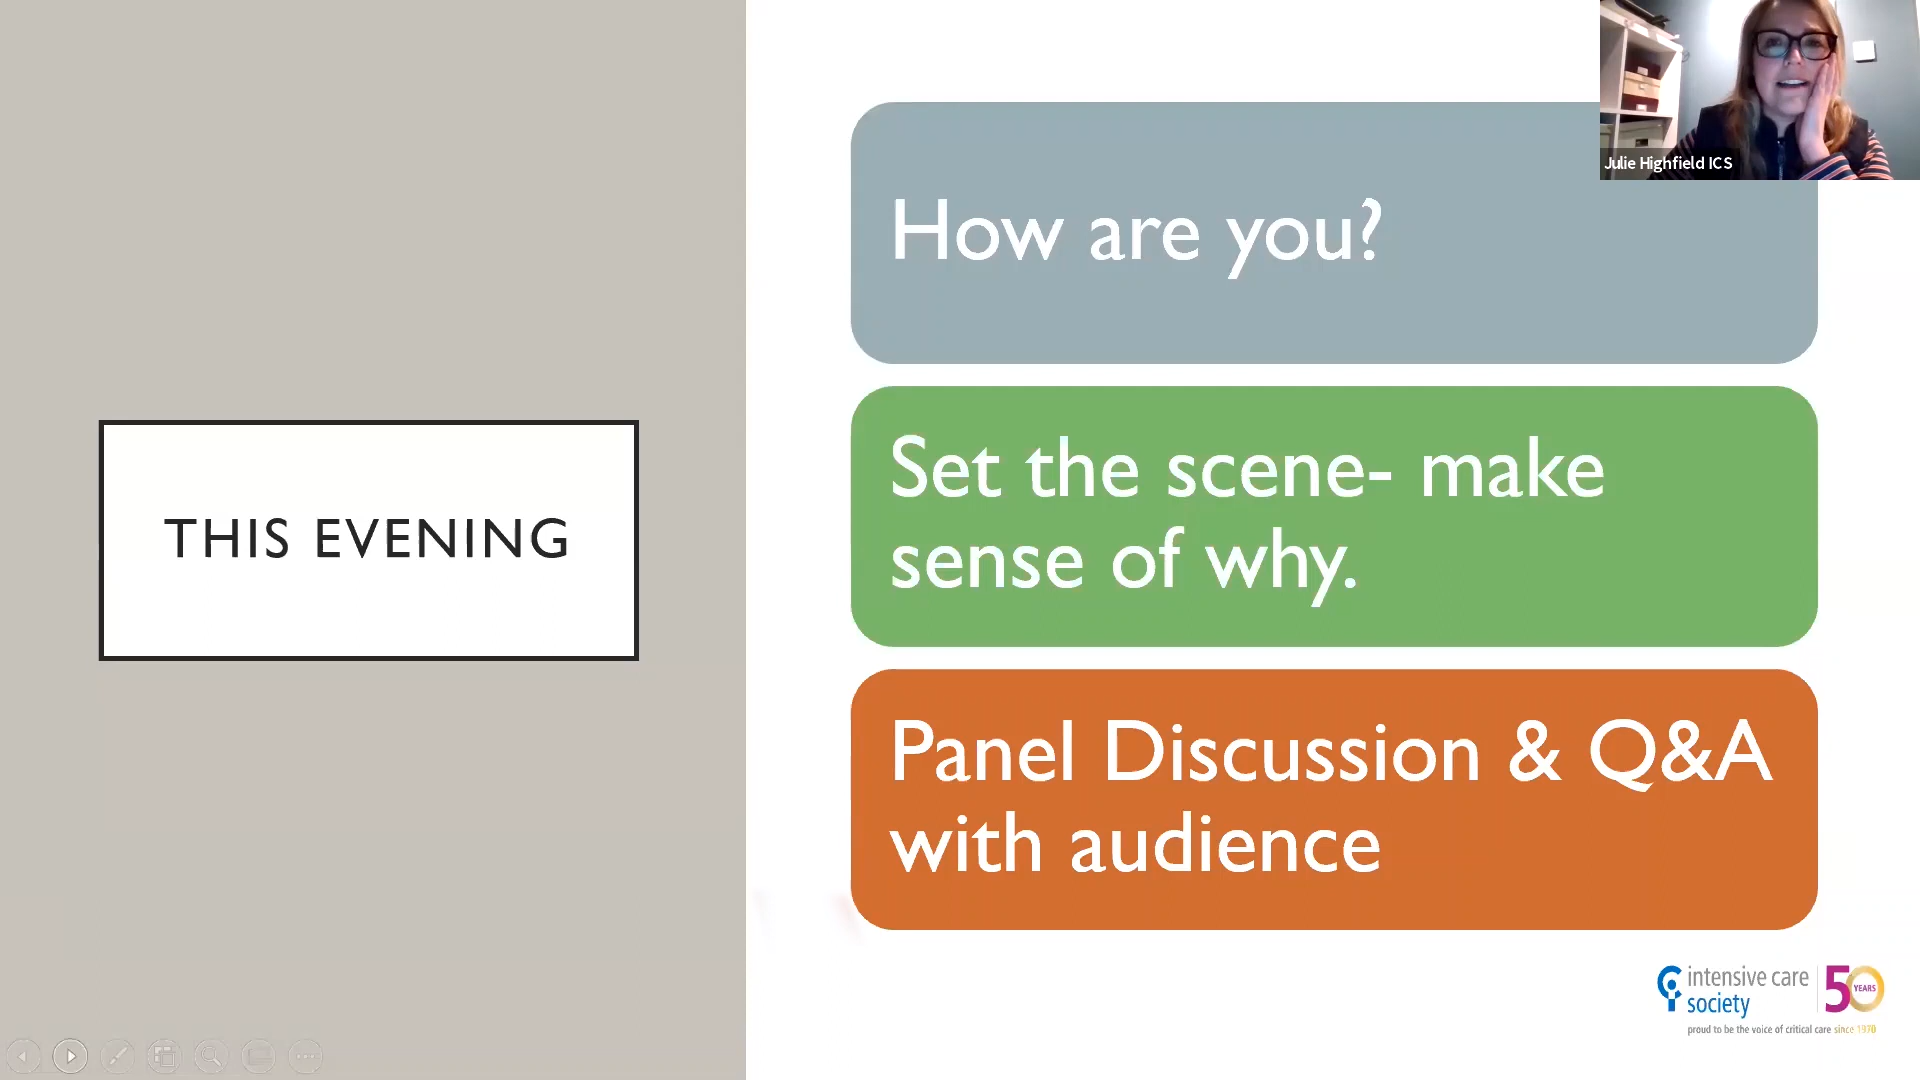 THIS EVENING
How are you?
Set the scene- make
sense of why.
Panel Discussion & Q&A
with audience
Julie Highfield ICS
intensive care
society
50
YEARS
proud to be the voice of critical care since 1970